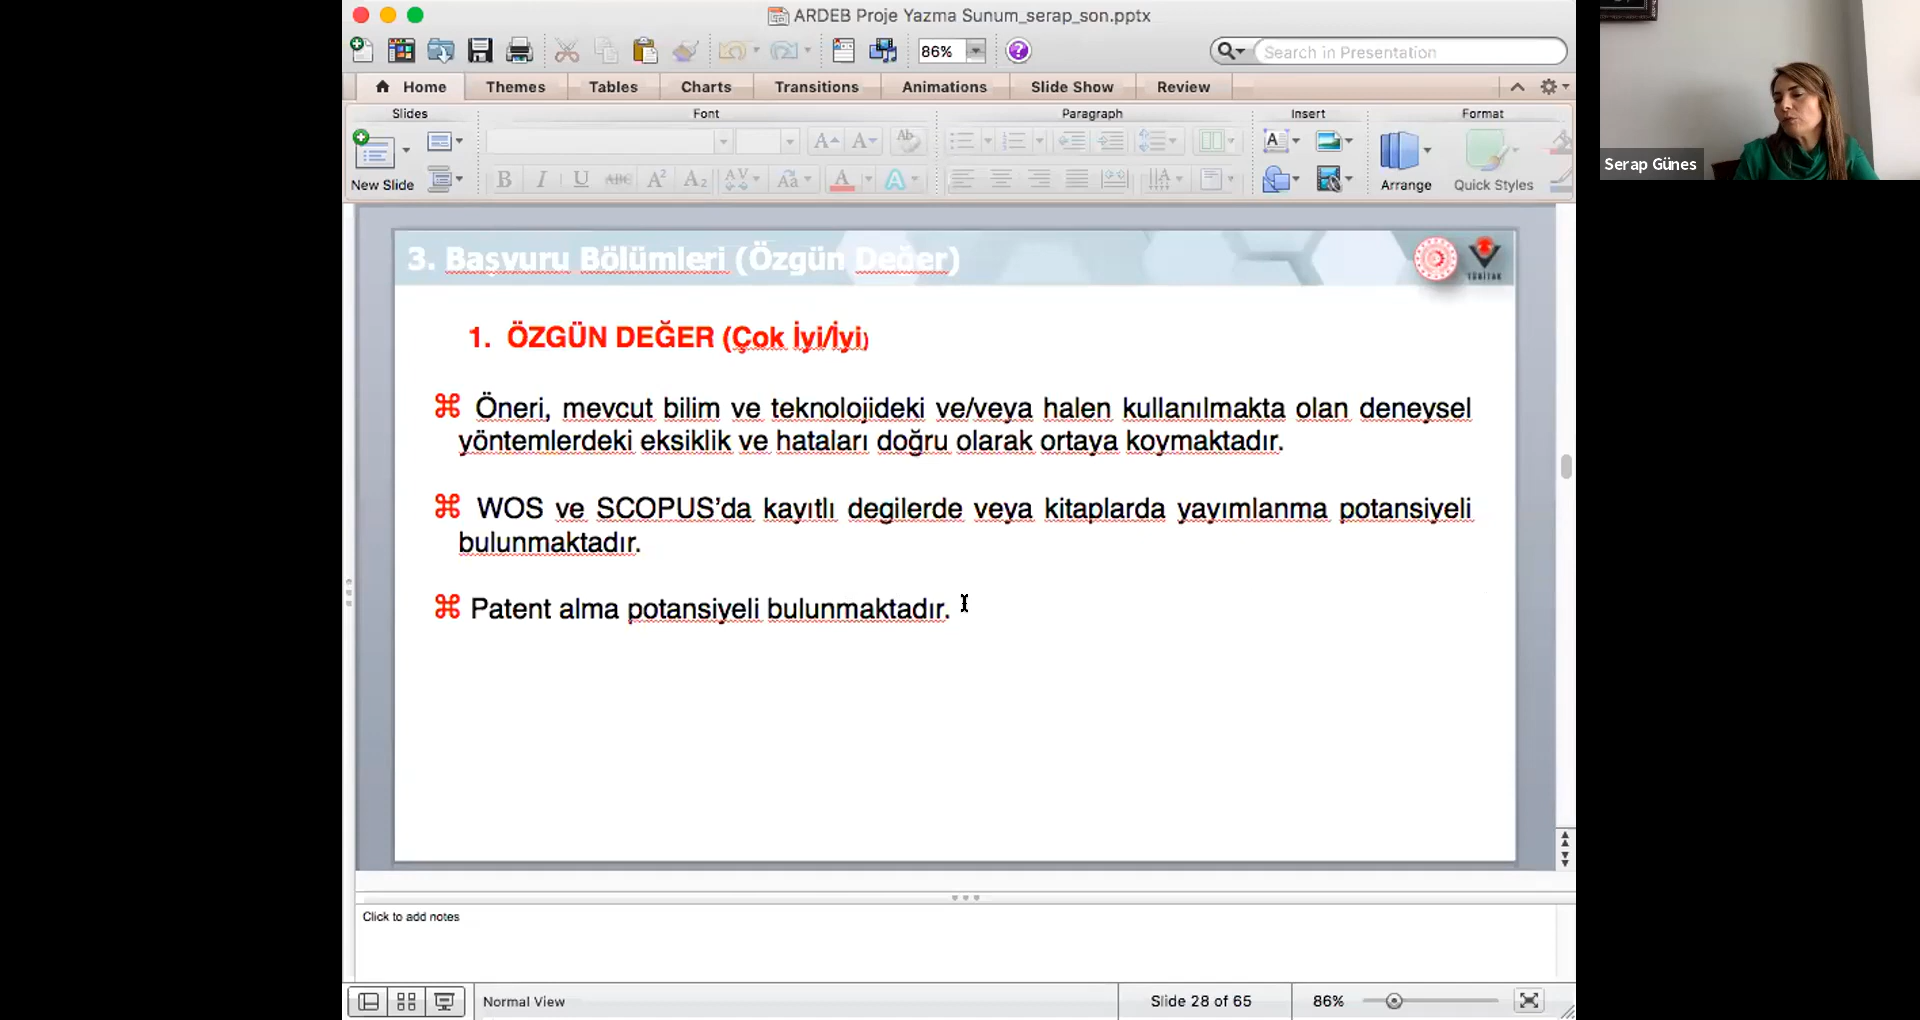 ARDEB Proje Yazma Sunum_serap_son.pptx
86%
Search in Presentation
Home Themes Tables Charts Transitions Animations Slide Show Review
Slides Font Paragraph Insert Format
New Slide Arrange Quick Styles
Serap Günes
3. Başvuru Bölümleri (Özgün Değer)
TÜBİTAK
1. ÖZGÜN DEĞER (Çok İyi/İyi)
⌘ Öneri, mevcut bilim ve teknolojideki ve/veya halen kullanılmakta olan deneysel
yöntemlerdeki eksiklik ve hataları doğru olarak ortaya koymaktadır.
⌘ WOS ve SCOPUS’da kayıtlı degilerde veya kitaplarda yayımlanma potansiyeli
bulunmaktadır.
⌘ Patent alma potansiyeli bulunmaktadır.
Click to add notes
Normal View Slide 28 of 65 86%